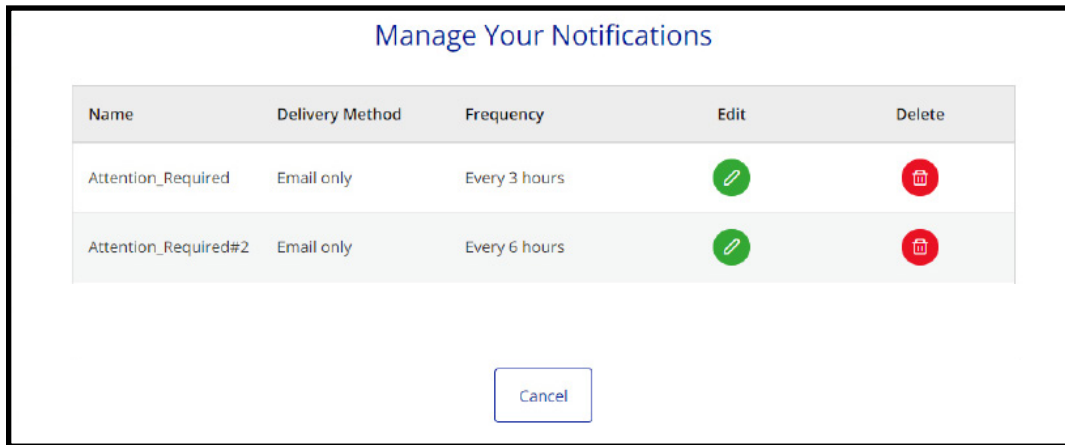 Manage Your Notifications
Name Delivery Method Frequency Edit Delete
Attention_Required Email only Every 3 hours
Attention_Required#2 Email only Every 6 hours
Cancel